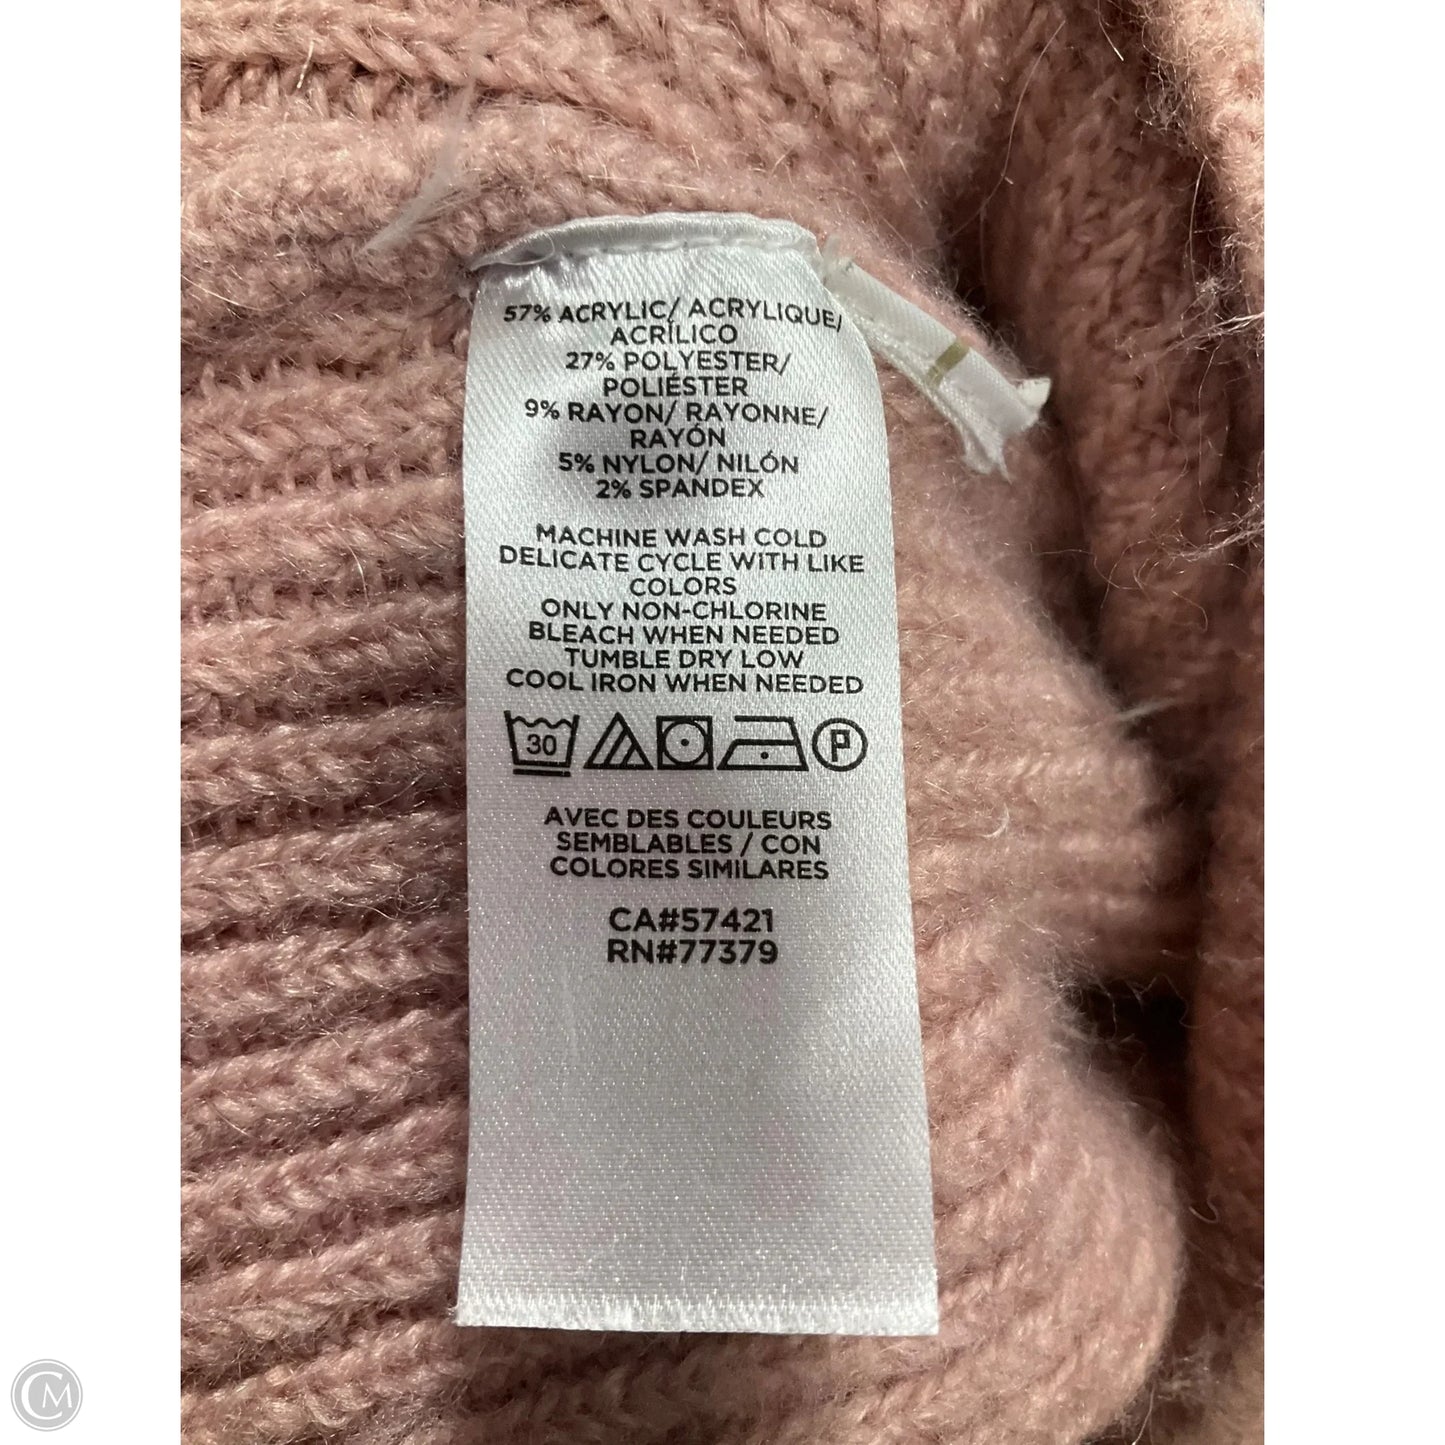 57% ACRYLIC/ ACRYLIQUE/
ACRÍLICO
27% POLYESTER/
POLIÉSTER
9% RAYON/ RAYONNE/
RAYÓN
5% NYLON/ NILÓN
2% SPANDEX
MACHINE WASH COLD
DELICATE CYCLE WITH LIKE
COLORS
ONLY NON-CHLORINE
BLEACH WHEN NEEDED
TUMBLE DRY LOW
COOL IRON WHEN NEEDED
30 P
AVEC DES COULEURS
SEMBLABLES / CON
COLORES SIMILARES
CA#57421
RN#77379
CM